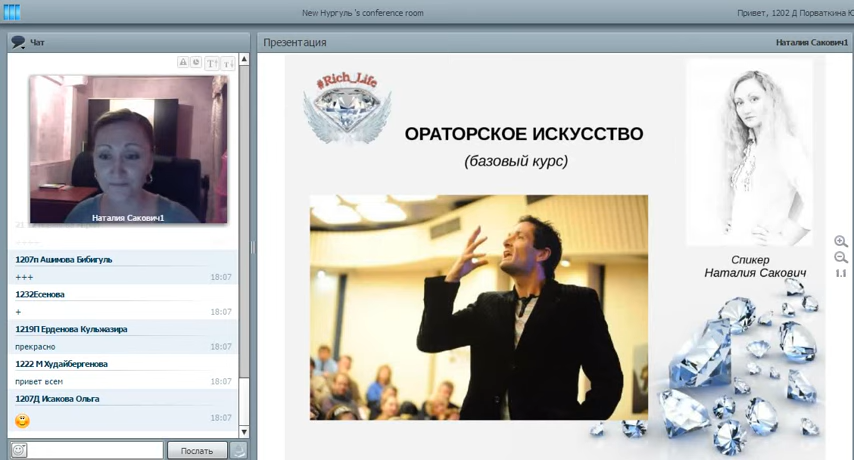 New Нургуль 's conference room
Привет, 1202 Д Порваткина Ю
Чат
Наталия Сакович1
1207п Ашимова Бибигуль
+++
18:07
1232Есенова
+
18:07
1219П Ерденова Кульжазира
прекрасно
18:07
1222 М Худайбергенова
привет всем
18:07
1207Д Исакова Ольга
18:07
Послать
Презентация
Наталия Сакович1
#Rich_Life
ОРАТОРСКОЕ ИСКУССТВО
(базовый курс)
Спикер
Наталия Сакович
1:1